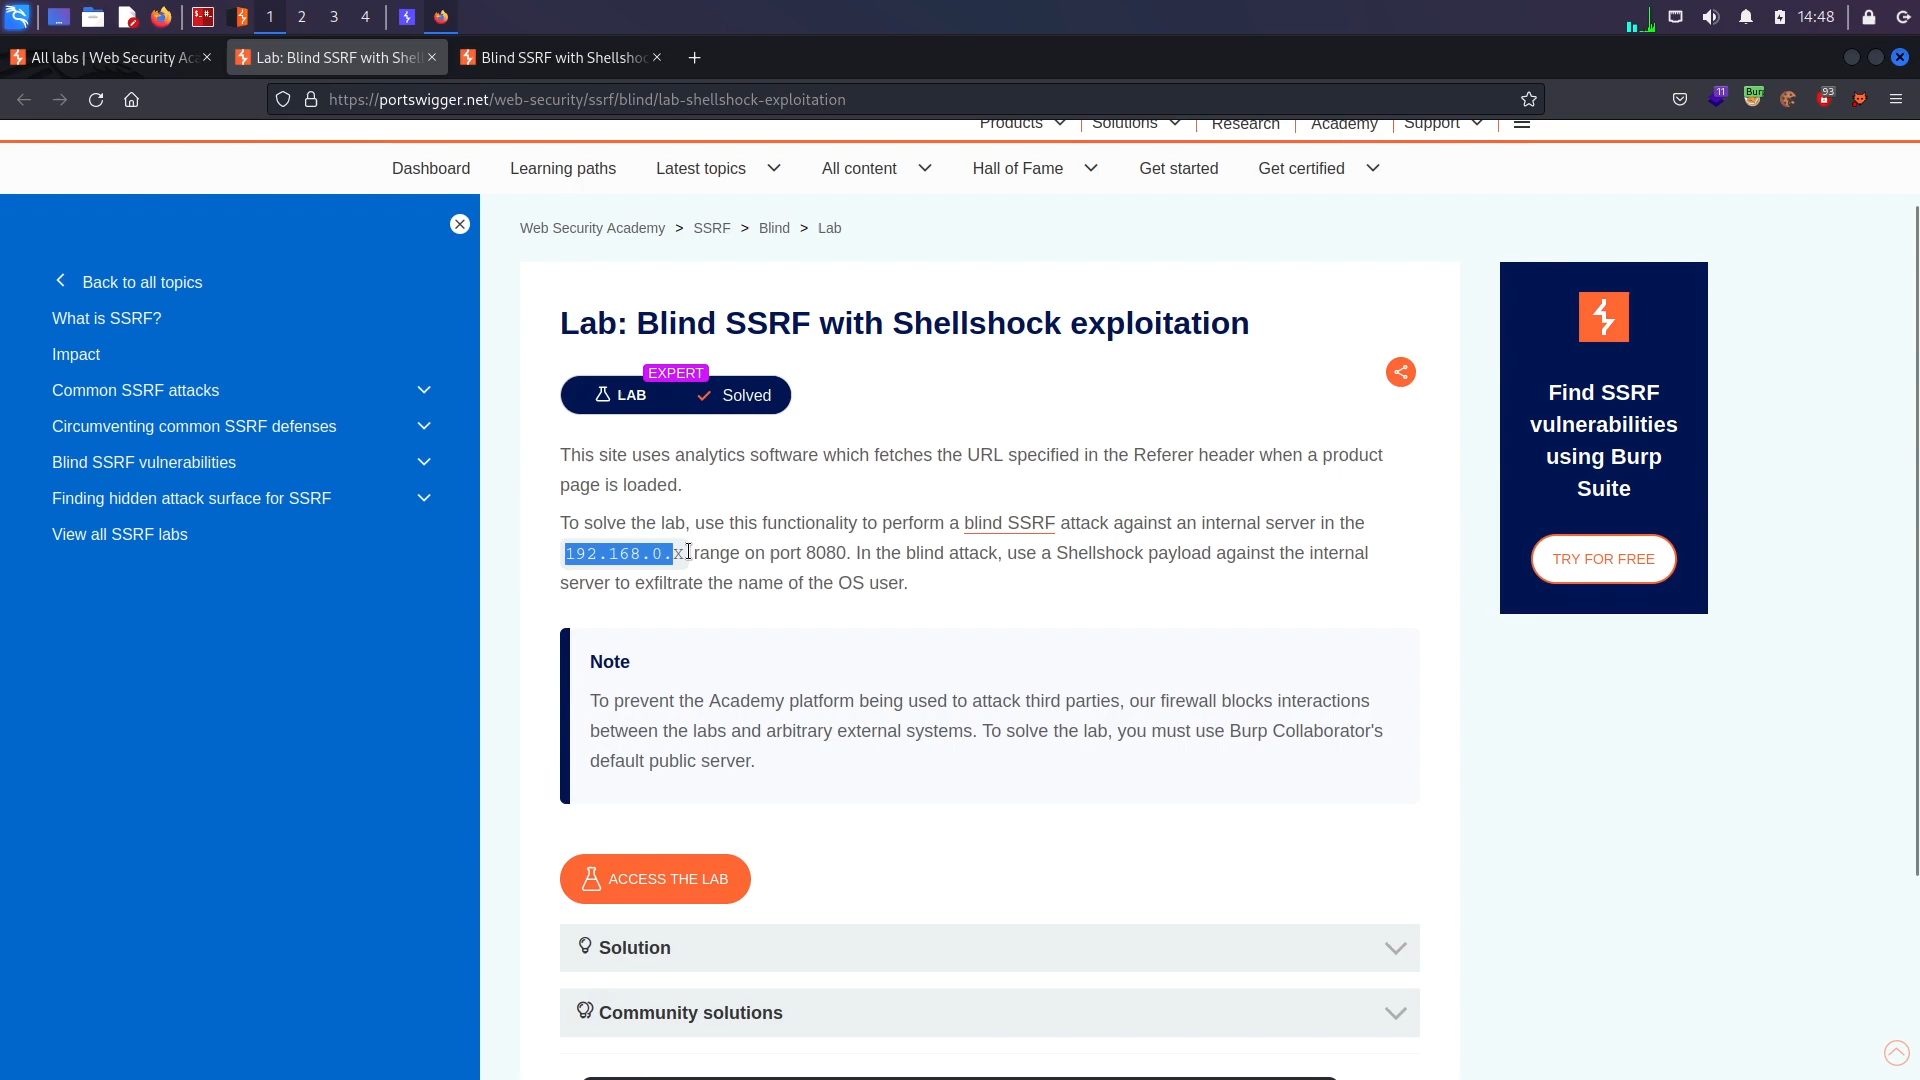 1 2 3 4
14:48
All labs | Web Security Aca
Lab: Blind SSRF with Shell
Blind SSRF with Shellshoc
https://portswigger.net/web-security/ssrf/blind/lab-shellshock-exploitation
11
Burp
93
Products
Solutions
Research
Academy
Support
Dashboard
Learning paths
Latest topics
All content
Hall of Fame
Get started
Get certified
Back to all topics
What is SSRF?
Impact
Common SSRF attacks
Circumventing common SSRF defenses
Blind SSRF vulnerabilities
Finding hidden attack surface for SSRF
View all SSRF labs
Web Security Academy > SSRF > Blind > Lab
Lab: Blind SSRF with Shellshock exploitation
EXPERT
LAB
Solved
This site uses analytics software which fetches the URL specified in the Referer header when a product
page is loaded.
To solve the lab, use this functionality to perform a blind SSRF attack against an internal server in the
192.168.0.X range on port 8080. In the blind attack, use a Shellshock payload against the internal
server to exfiltrate the name of the OS user.
Note
To prevent the Academy platform being used to attack third parties, our firewall blocks interactions
between the labs and arbitrary external systems. To solve the lab, you must use Burp Collaborator's
default public server.
ACCESS THE LAB
Solution
Community solutions
Find SSRF
vulnerabilities
using Burp
Suite
TRY FOR FREE